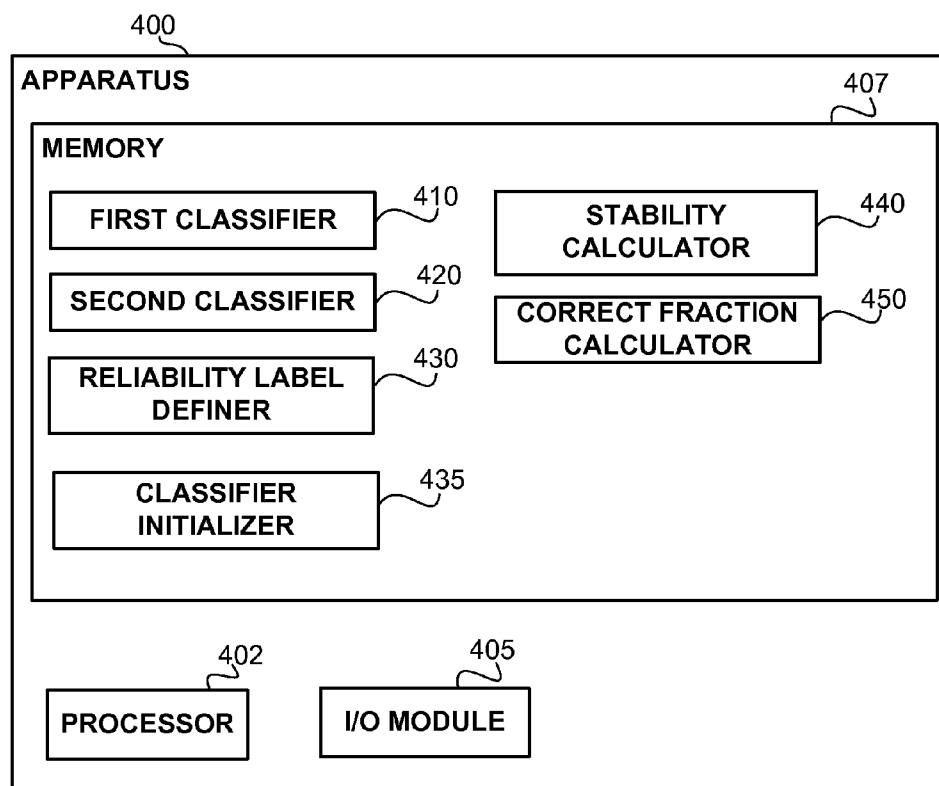 400
APPARATUS
407
MEMORY
FIRST CLASSIFIER
410
SECOND CLASSIFIER
420
RELIABILITY LABEL
DEFINER
430
CLASSIFIER
INITIALIZER
435
STABILITY
CALCULATOR
440
CORRECT FRACTION
CALCULATOR
450
402
PROCESSOR
405
I/O MODULE